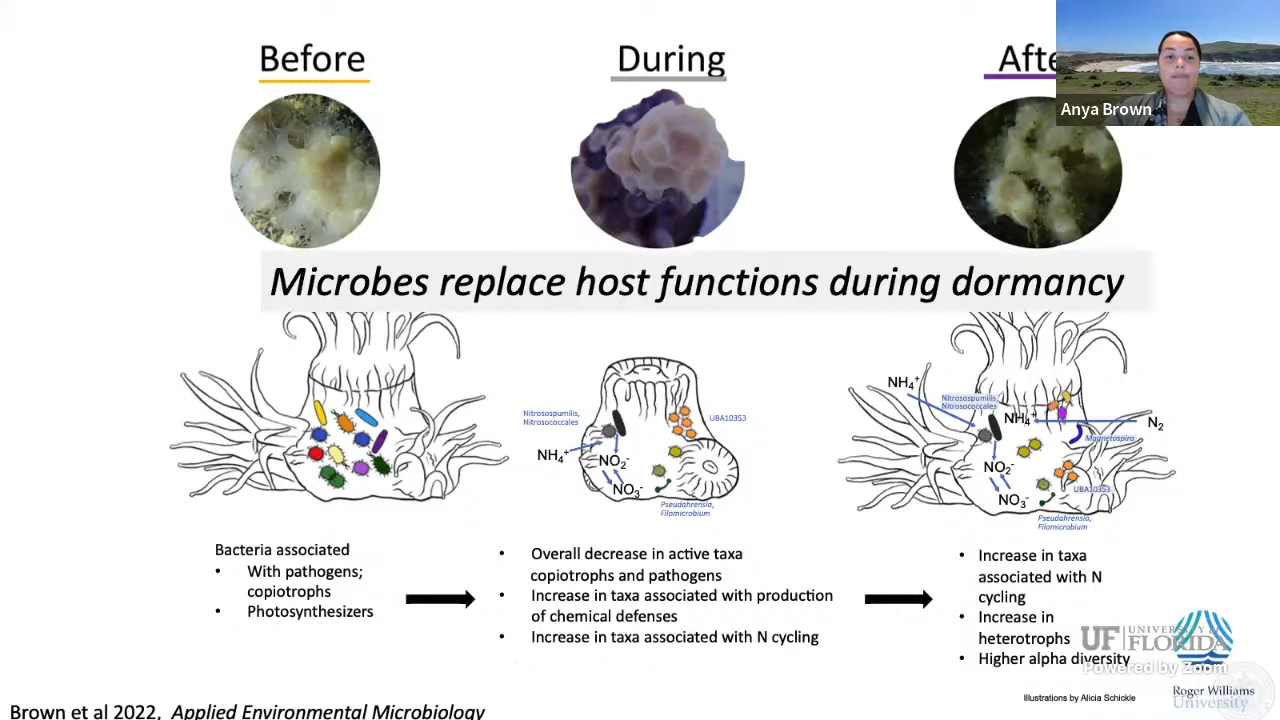 Before
During
Afte
Anya Brown
Microbes replace host functions during dormancy
Nitrosospumilis,
Nitrosococcales
NH₄⁺
NO₂⁻
NO₃⁻
UBA10353
Pseudahrensia,
Filomicrobium
NH₄⁺
Nitrosospumilis,
Nitrosococcales
NH₄⁺
N₂
Magnetospira
NO₂⁻
NO₃⁻
UBA10353
Pseudahrensia,
Filomicrobium
Bacteria associated
• With pathogens;
copiotrophs
• Photosynthesizers
• Overall decrease in active taxa
copiotrophs and pathogens
• Increase in taxa associated with production
of chemical defenses
• Increase in taxa associated with N cycling
• Increase in taxa
associated with N
cycling
• Increase in
heterotrophs
• Higher alpha diversity
UF UNIVERSITY of
FLORIDA
Powered by Zoom
Illustrations by Alicia Schickle
Roger Williams
University
Brown et al 2022, Applied Environmental Microbiology